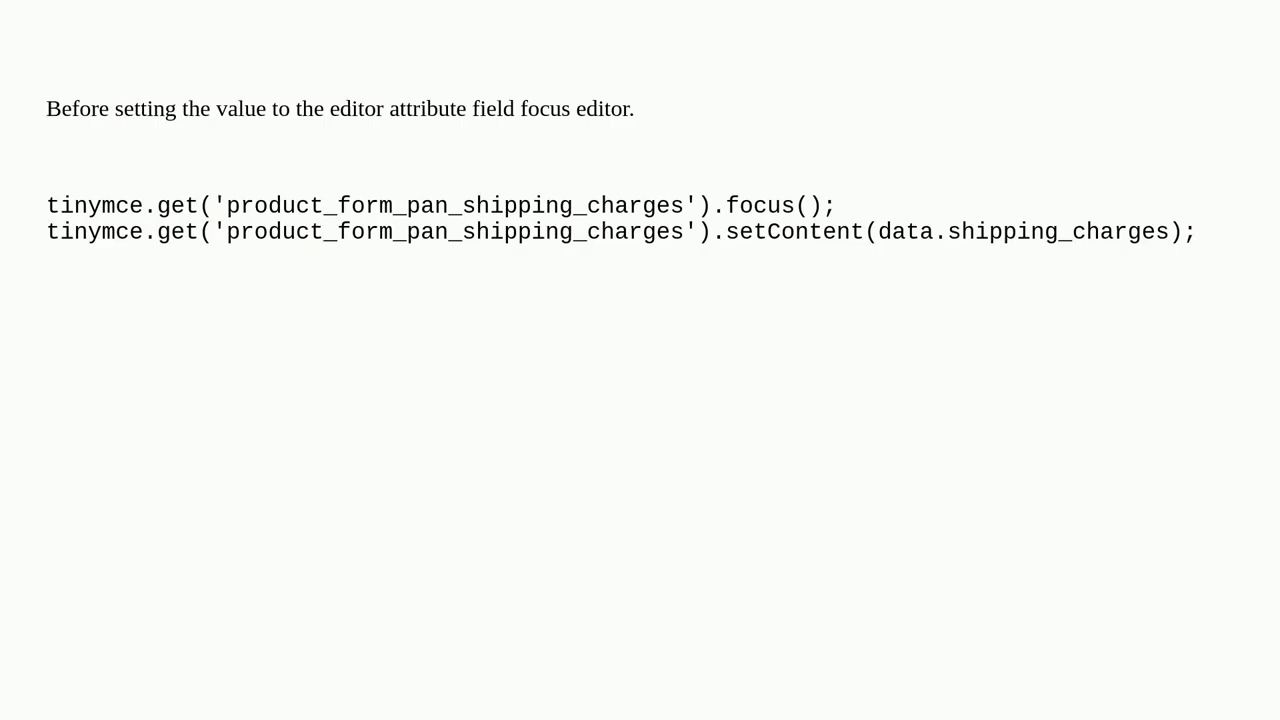 Before setting the value to the editor attribute field focus editor.
tinymce.get('product_form_pan_shipping_charges').focus();
tinymce.get('product_form_pan_shipping_charges').setContent(data.shipping_charges);